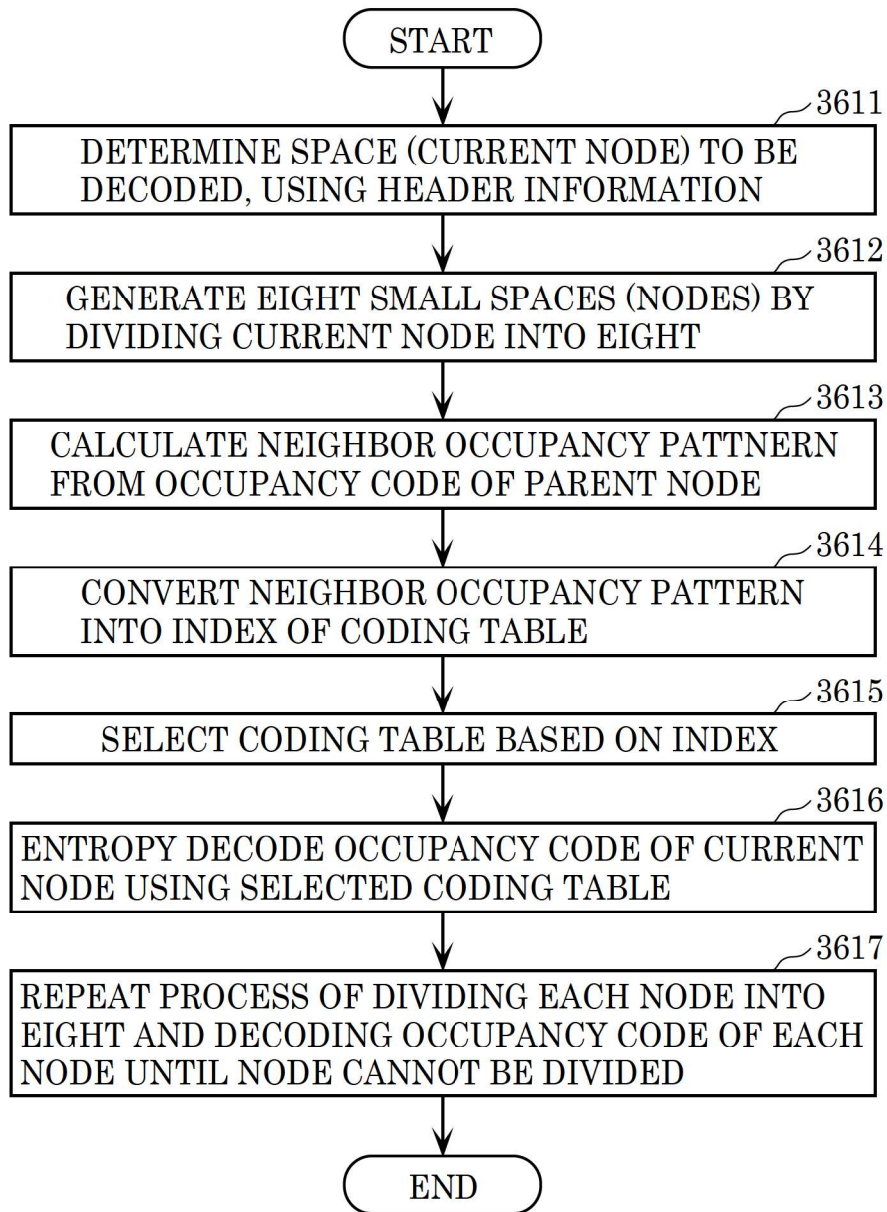 START
3611
DETERMINE SPACE (CURRENT NODE) TO BE
DECODED, USING HEADER INFORMATION
3612
GENERATE EIGHT SMALL SPACES (NODES) BY
DIVIDING CURRENT NODE INTO EIGHT
3613
CALCULATE NEIGHBOR OCCUPANCY PATTNERN
FROM OCCUPANCY CODE OF PARENT NODE
3614
CONVERT NEIGHBOR OCCUPANCY PATTERN
INTO INDEX OF CODING TABLE
3615
SELECT CODING TABLE BASED ON INDEX
3616
ENTROPY DECODE OCCUPANCY CODE OF CURRENT
NODE USING SELECTED CODING TABLE
3617
REPEAT PROCESS OF DIVIDING EACH NODE INTO
EIGHT AND DECODING OCCUPANCY CODE OF EACH
NODE UNTIL NODE CANNOT BE DIVIDED
END